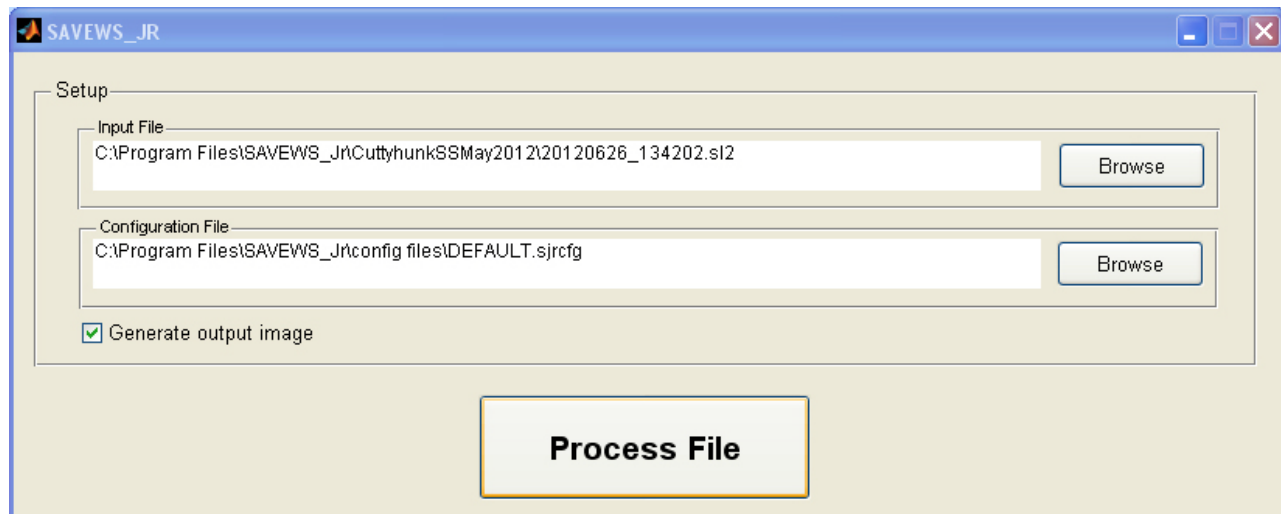 SAVEWS_JR
Setup
Input File
C:\Program Files\SAVEWS_Jr\CuttyhunkSSMay2012\20120626_134202.sl2
Browse
Configuration File
C:\Program Files\SAVEWS_Jr\config files\DEFAULT.sjrcfg
Browse
Generate output image
Process File